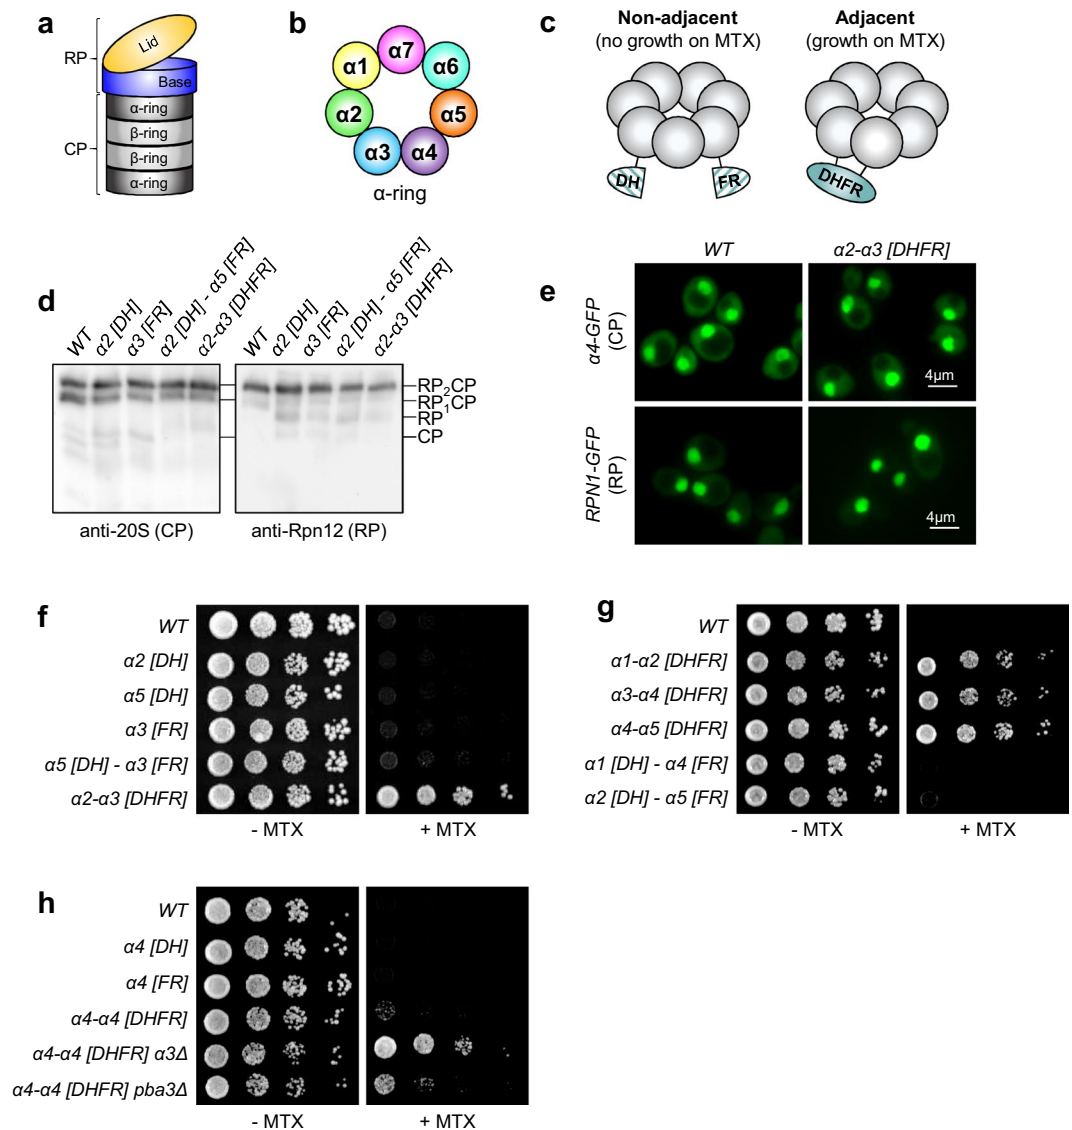 a
RP
Lid
Base
CP
α-ring
β-ring
β-ring
α-ring
b
α7
α1
α6
α2
α5
α3
α4
α-ring
c
Non-adjacent
(no growth on MTX)
Adjacent
(growth on MTX)
DH
FR
DHFR
d
WT
α2 [DH]
α3 [FR]
α2 [DH] - α5 [FR]
α2-α3 [DHFR]
WT
α2 [DH]
α3 [FR]
α2 [DH] - α5 [FR]
α2-α3 [DHFR]
RP2CP
RP1CP
RP
CP
anti-20S (CP)
anti-Rpn12 (RP)
e
WT
α2-α3 [DHFR]
α4-GFP
(CP)
4µm
RPN1-GFP
(RP)
4µm
f
WT
α2 [DH]
α5 [DH]
α3 [FR]
α5 [DH] - α3 [FR]
α2-α3 [DHFR]
- MTX
+ MTX
g
WT
α1-α2 [DHFR]
α3-α4 [DHFR]
α4-α5 [DHFR]
α1 [DH] - α4 [FR]
α2 [DH] - α5 [FR]
- MTX
+ MTX
h
WT
α4 [DH]
α4 [FR]
α4-α4 [DHFR]
α4-α4 [DHFR] α3Δ
α4-α4 [DHFR] pba3Δ
- MTX
+ MTX